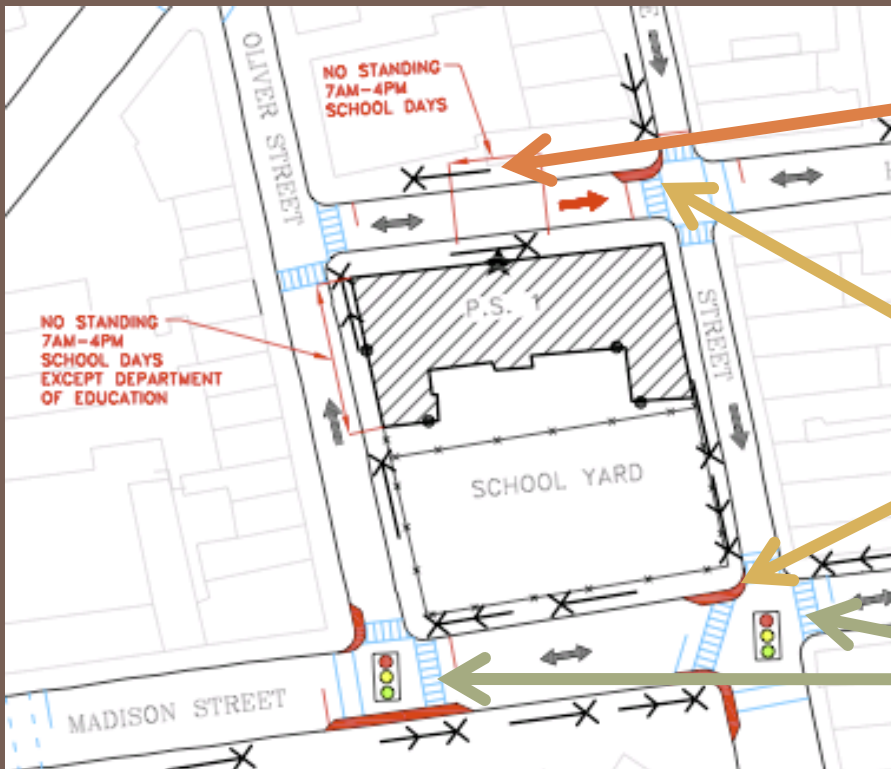 OLIVER STREET
NO STANDING
7AM-4PM
SCHOOL DAYS
P.S. 1
STREET
NO STANDING
7AM-4PM
SCHOOL DAYS
EXCEPT DEPARTMENT
OF EDUCATION
SCHOOL YARD
MADISON STREET